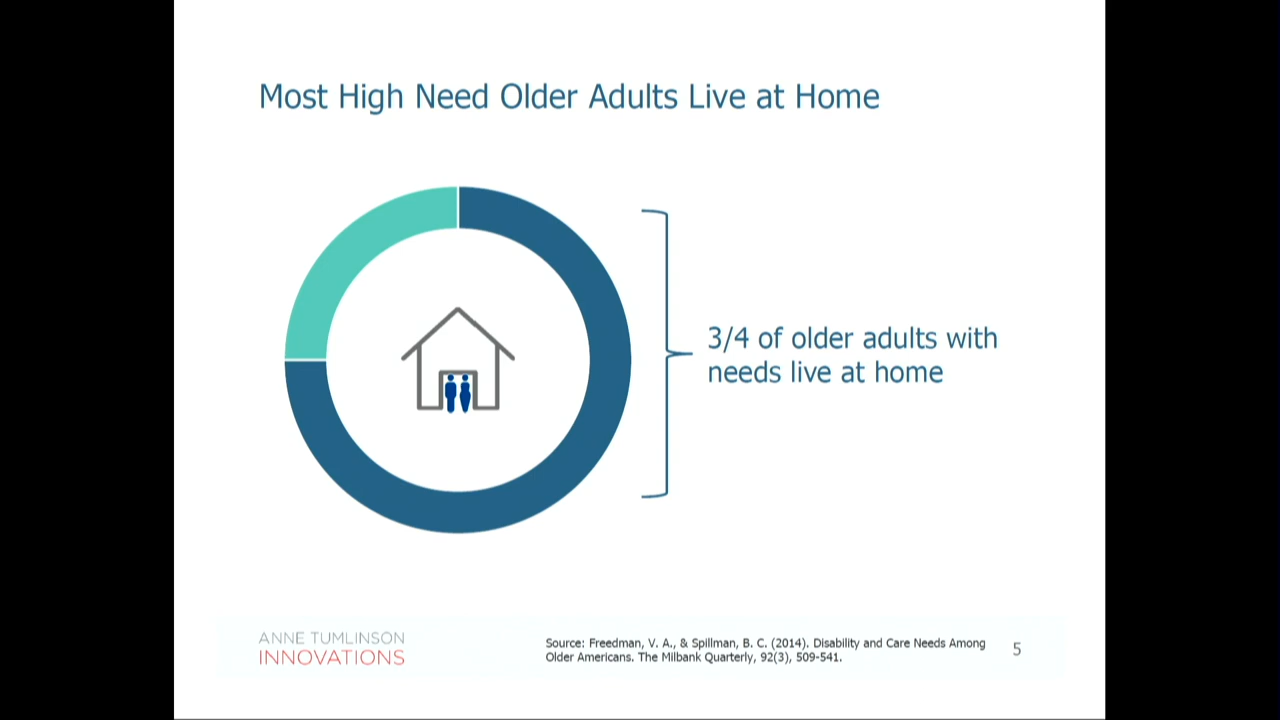 Most High Need Older Adults Live at Home
3/4 of older adults with
needs live at home
ANNE TUMLINSON
INNOVATIONS
Source: Freedman, V. A., & Spillman, B. C. (2014). Disability and Care Needs Among
Older Americans. The Milbank Quarterly, 92(3), 509-541.
5